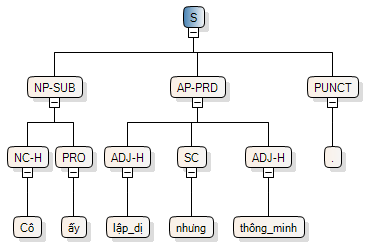 S
NP-SUB AP-PRD PUNCT
NC-H PRO ADJ-H SC ADJ-H .
Cô ấy lập_dị nhưng thông_minh